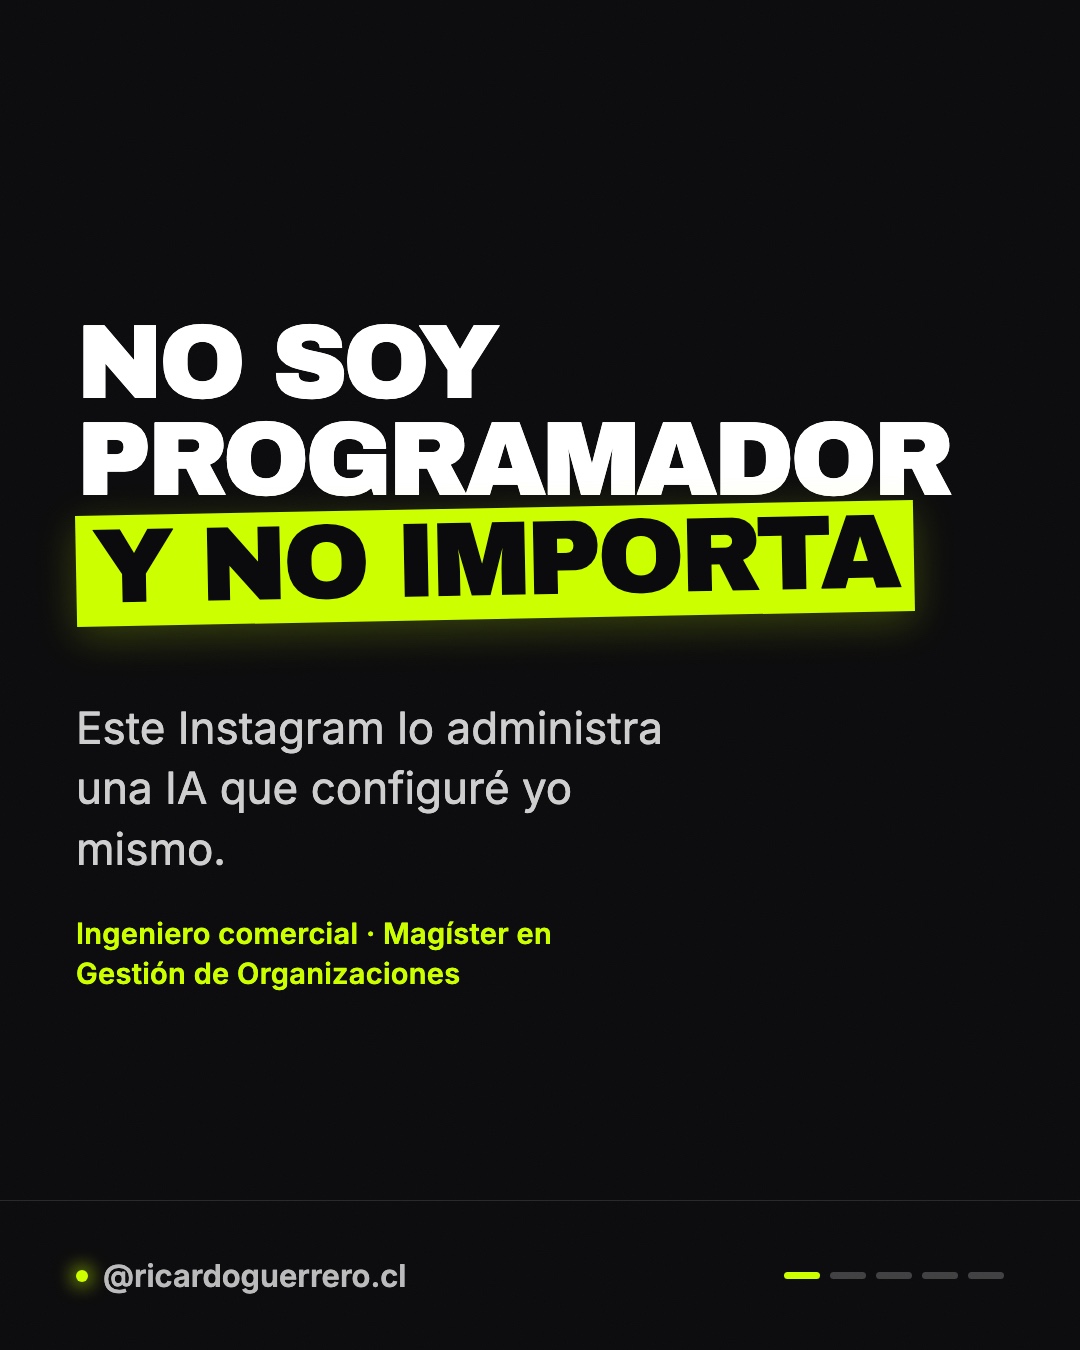 NO SOY
PROGRAMADOR
Y NO IMPORTA
Este Instagram lo administra
una IA que configuré yo
mismo.
Ingeniero comercial · Magíster en
Gestión de Organizaciones
@ricardoguerrero.cl